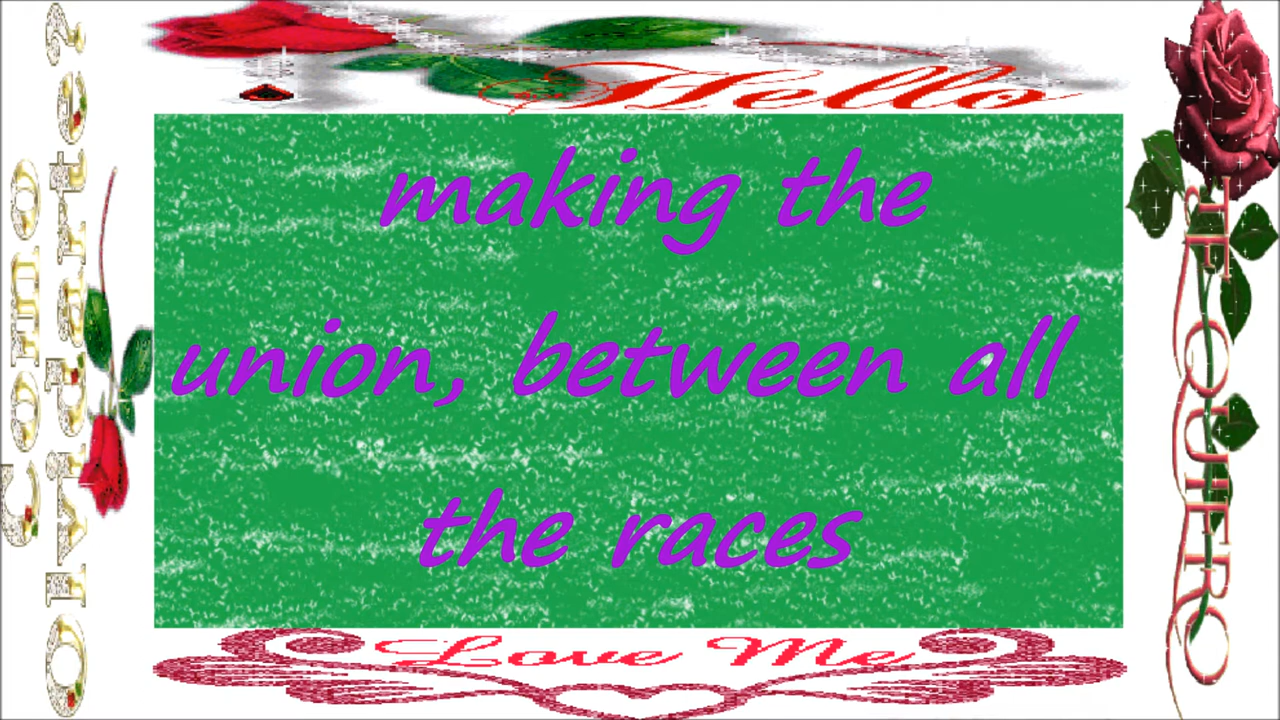 Hello
making the
union, between all
the races
Love Me
Como
olvidarte?
TE QUIERO